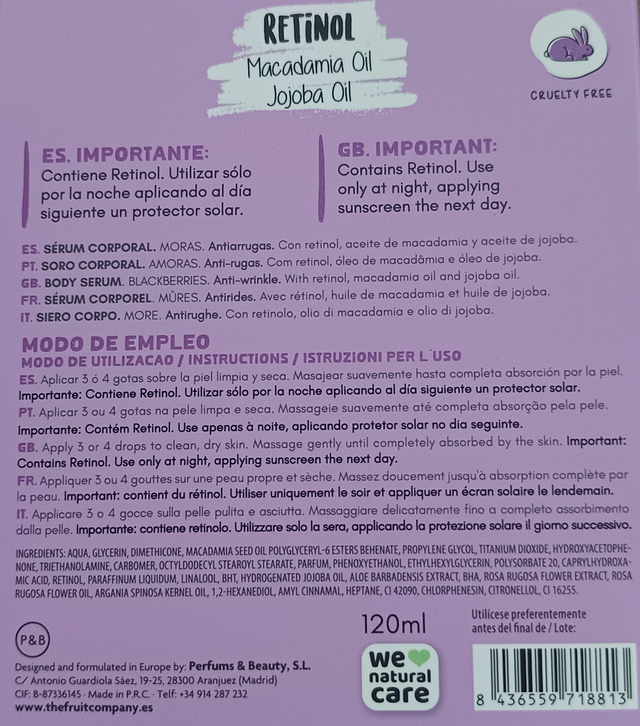 RETINOL
Macadamia Oil
Jojoba Oil
CRUELTY FREE
ES. IMPORTANTE:
Contiene Retinol. Utilizar sólo
por la noche aplicando al día
siguiente un protector solar.
GB. IMPORTANT:
Contains Retinol. Use
only at night, applying
sunscreen the next day.
ES. SÉRUM CORPORAL. MORAS. Antiarrugas. Con retinol, aceite de macadamia y aceite de jojoba.
PT. SORO CORPORAL. AMORAS. Anti-rugas. Com retinol, óleo de macadâmia e óleo de jojoba.
GB. BODY SERUM. BLACKBERRIES. Anti-wrinkle. With retinol, macadamia oil and jojoba oil.
FR. SÉRUM CORPOREL. MÛRES. Antirides. Avec rétinol, huile de macadamia et huile de jojoba.
IT. SIERO CORPO. MORE. Antirughe. Con retinolo, olio di macadamia e olio di jojoba.
MODO DE EMPLEO
MODO DE UTILIZACAO / INSTRUCTIONS / ISTRUZIONI PER L´USO
ES. Aplicar 3 ó 4 gotas sobre la piel limpia y seca. Masajear suavemente hasta completa absorción por la piel.
Importante: Contiene Retinol. Utilizar sólo por la noche aplicando al día siguiente un protector solar.
PT. Aplicar 3 ou 4 gotas na pele limpa e seca. Massageie suavemente até completa absorção pela pele.
Importante: Contém Retinol. Use apenas à noite, aplicando protetor solar no dia seguinte.
GB. Apply 3 or 4 drops to clean, dry skin. Massage gently until completely absorbed by the skin. Important:
Contains Retinol. Use only at night, applying sunscreen the next day.
FR. Appliquer 3 ou 4 gouttes sur une peau propre et sèche. Massez doucement jusqu'à absorption complète par
la peau. Important: contient du rétinol. Utiliser uniquement le soir et appliquer un écran solaire le lendemain.
IT. Applicare 3 o 4 gocce sulla pelle pulita e asciutta. Massaggiare delicatamente fino a completo assorbimento
dalla pelle. Importante: contiene retinolo. Utilizzare solo la sera, applicando la protezione solare il giorno successivo.
INGREDIENTS: AQUA, GLYCERIN, DIMETHICONE, MACADAMIA SEED OIL POLYGLYCERYL-6 ESTERS BEHENATE, PROPYLENE GLYCOL, TITANIUM DIOXIDE, HYDROXYACETOPHE-
NONE, TRIETHANOLAMINE, CARBOMER, OCTYLDODECYL STEAROYL STEARATE, PARFUM, PHENOXYETHANOL, ETHYLHEXYLGLYCERIN, POLYSORBATE 20, CAPRYLHYDROXA-
MIC ACID, RETINOL, PARAFFINUM LIQUIDUM, LINALOOL, BHT, HYDROGENATED JOJOBA OIL, ALOE BARBADENSIS EXTRACT, BHA, ROSA RUGOSA FLOWER EXTRACT, ROSA
RUGOSA FLOWER OIL, ARGANIA SPINOSA KERNEL OIL, 1,2-HEXANEDIOL, AMYL CINNAMAL, HEPTANE, CI 42090, CHLORPHENESIN, CITRONELLOL, CI 16255.
P&B
Designed and formulated in Europe by: Perfums & Beauty, S.L.
C/ Antonio Guardiola Sáez, 19-25, 28300 Aranjuez (Madrid)
CIF: B-87336145 · Made in P.R.C. · Telf: +34 914 287 232
www.thefruitcompany.es
120ml
we
natural
care
Utilícese preferentemente
antes del final de / Lote:
8 436559 718813